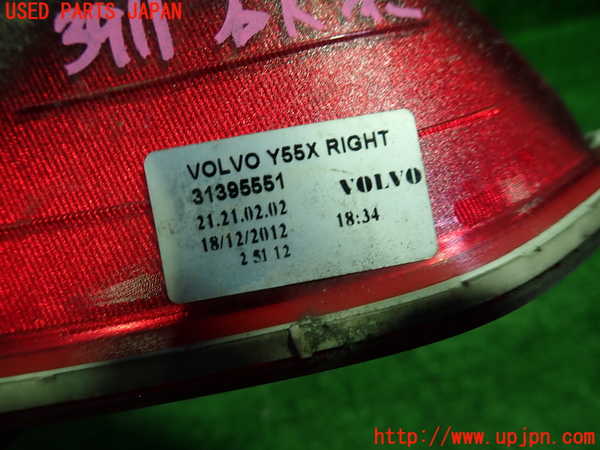 USED PARTS JAPAN
3911
VOLVO Y55X RIGHT
31395551
VOLVO
21.21.02.02
18:34
18/12/2012
2 51 12
http://www.upjpn.com/